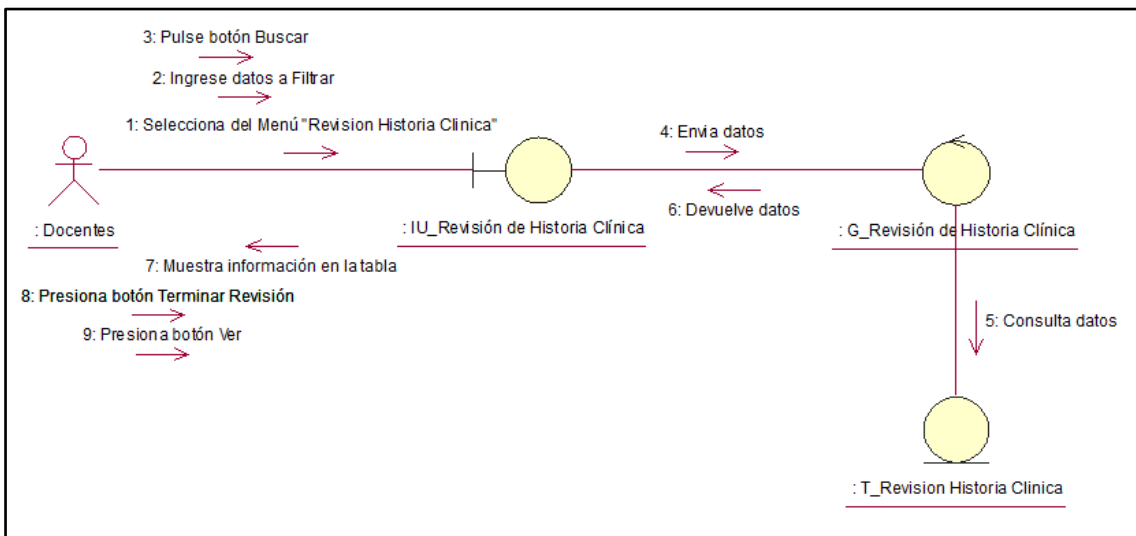 3: Pulse botón Buscar
2: Ingrese datos a Filtrar
1: Selecciona del Menú "Revision Historia Clinica"
4: Envia datos
6: Devuelve datos
: Docentes
: IU_Revisión de Historia Clínica
: G_Revisión de Historia Clínica
7: Muestra información en la tabla
8: Presiona botón Terminar Revisión
9: Presiona botón Ver
5: Consulta datos
: T_Revision Historia Clinica